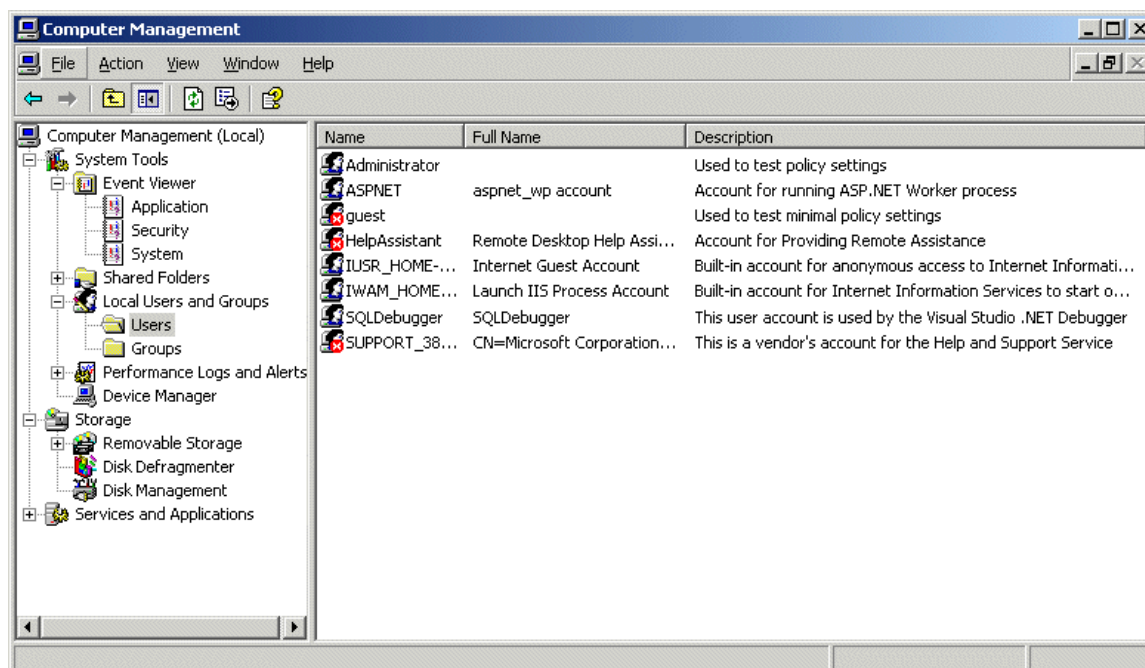 Computer Management
File Action View Window Help
Computer Management (Local)
System Tools
Event Viewer
Application
Security
System
Shared Folders
Local Users and Groups
Users
Groups
Performance Logs and Alerts
Device Manager
Storage
Removable Storage
Disk Defragmenter
Disk Management
Services and Applications
Name Full Name Description
Administrator Used to test policy settings
ASPNET aspnet_wp account Account for running ASP.NET Worker process
guest Used to test minimal policy settings
HelpAssistant Remote Desktop Help Assi... Account for Providing Remote Assistance
IUSR_HOME-... Internet Guest Account Built-in account for anonymous access to Internet Informati...
IWAM_HOME... Launch IIS Process Account Built-in account for Internet Information Services to start o...
SQLDebugger SQLDebugger This user account is used by the Visual Studio .NET Debugger
SUPPORT_38... CN=Microsoft Corporation... This is a vendor's account for the Help and Support Service